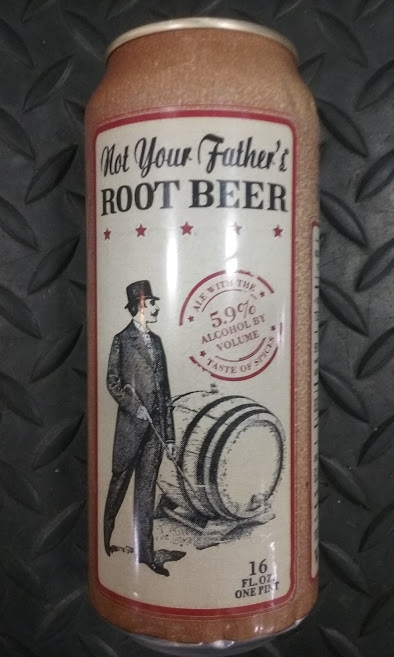 Not Your Father's
ROOT BEER
ALE WITH THE
5.9%
ALCOHOL BY
VOLUME
TASTE OF SPICES
16
FL. OZ.
ONE PINT